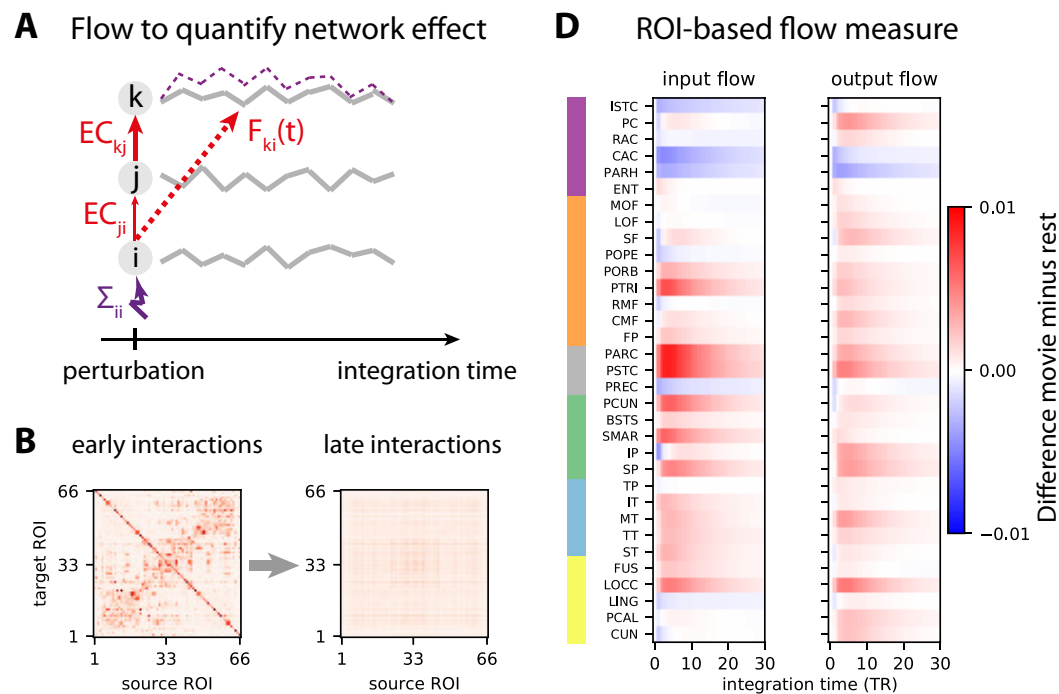 A Flow to quantify network effect
k
EC_kj
F_ki(t)
j
EC_ji
i
Σ_ii
perturbation
integration time
B early interactions
late interactions
target ROI
66
33
1
1
33
66
source ROI
66
33
1
1
33
66
source ROI
D ROI-based flow measure
input flow
output flow
ISTC
PC
RAC
CAC
PARH
ENT
MOF
LOF
SF
POPE
PORB
PTRI
RMF
CMF
FP
PARC
PSTC
PREC
PCUN
BSTS
SMAR
IP
SP
TP
IT
MT
TT
ST
FUS
LOCC
LING
PCAL
CUN
0
10
20
30
0
10
20
30
integration time (TR)
0.01
0.00
−0.01
Difference movie minus rest